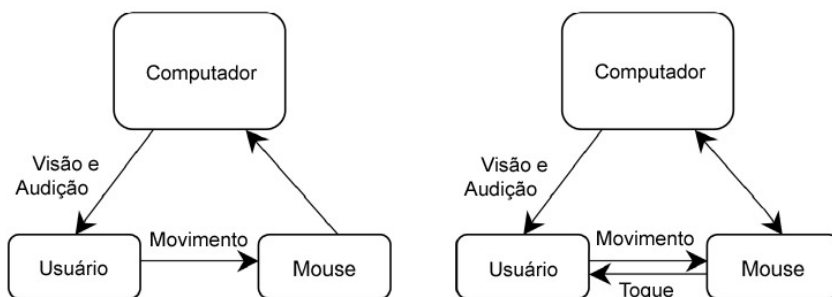 Computador
Visão e
Audição
Movimento
Usuário
Mouse
Computador
Visão e
Audição
Movimento
Usuário
Mouse
Toque